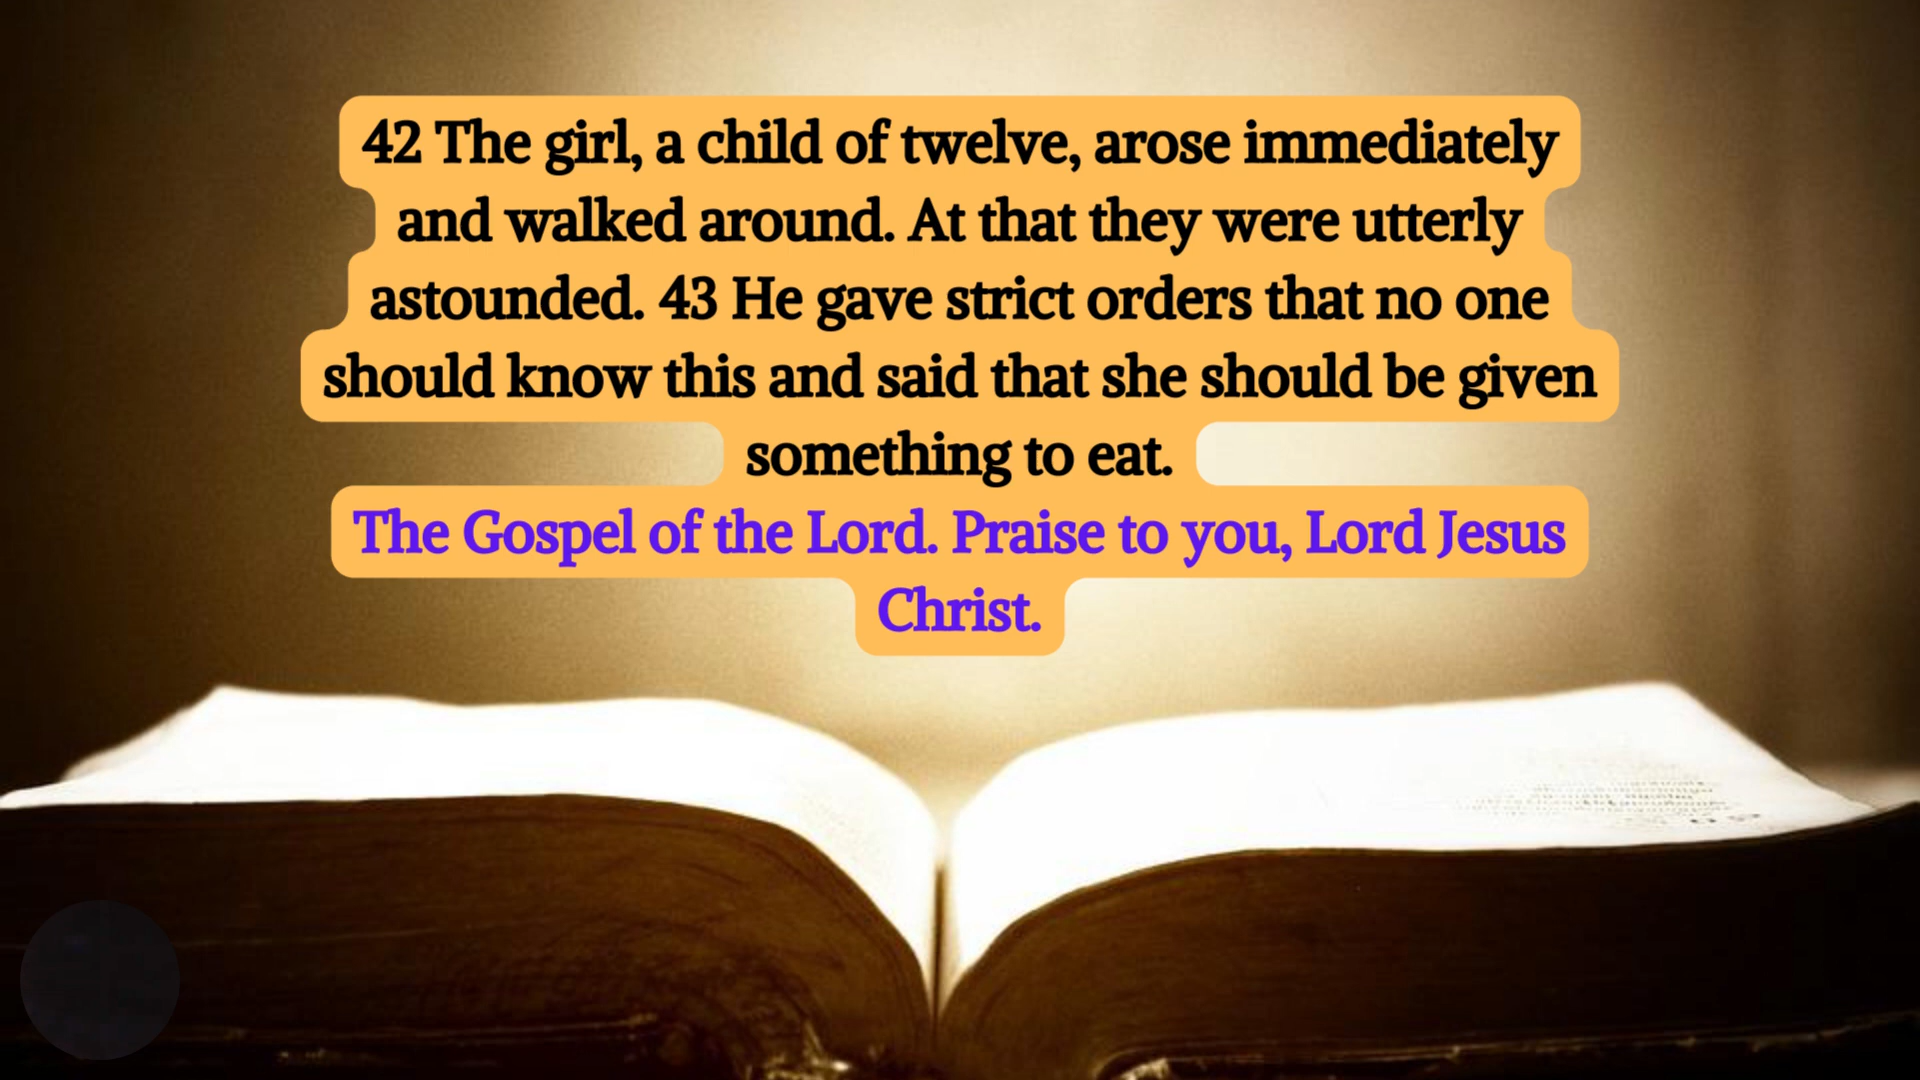 42 The girl, a child of twelve, arose immediately
and walked around. At that they were utterly
astounded. 43 He gave strict orders that no one
should know this and said that she should be given
something to eat.
The Gospel of the Lord. Praise to you, Lord Jesus
Christ.